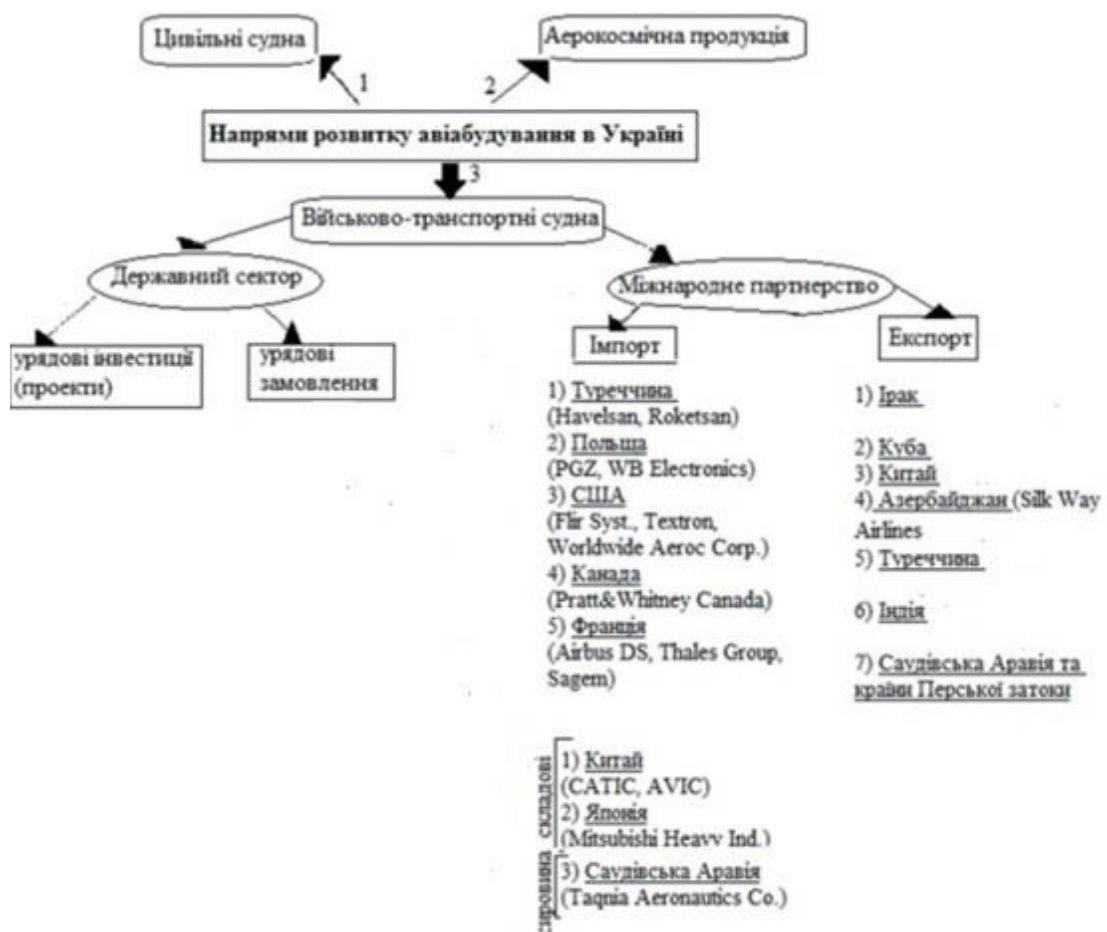 Цивільні судна
Аерокосмічна продукція
1
2
Напрями розвитку авіабудування в Україні
3
Військово-транспортні судна
Державний сектор
Міжнародне партнерство
урядові інвестиції
(проекти)
урядові
замовлення
Імпорт
Експорт
1) Туреччина
(Havelsan, Roketsan)
2) Польща
(PGZ, WB Electronics)
3) США
(Flir Syst., Textron,
Worldwide Aeroc Corp.)
4) Канада
(Pratt&Whitney Canada)
5) Франція
(Airbus DS, Thales Group,
Sagem)
1) Ірак
2) Куба
3) Китай
4) Азербайджан (Silk Way
Airlines
5) Туреччина
6) Індія
7) Саудівська Аравія та
країни Перської затоки
складові
1) Китай
(CATIC, AVIC)
2) Японія
(Mitsubishi Heavy Ind.)
сировина
3) Саудівська Аравія
(Taqnia Aeronautics Co.)